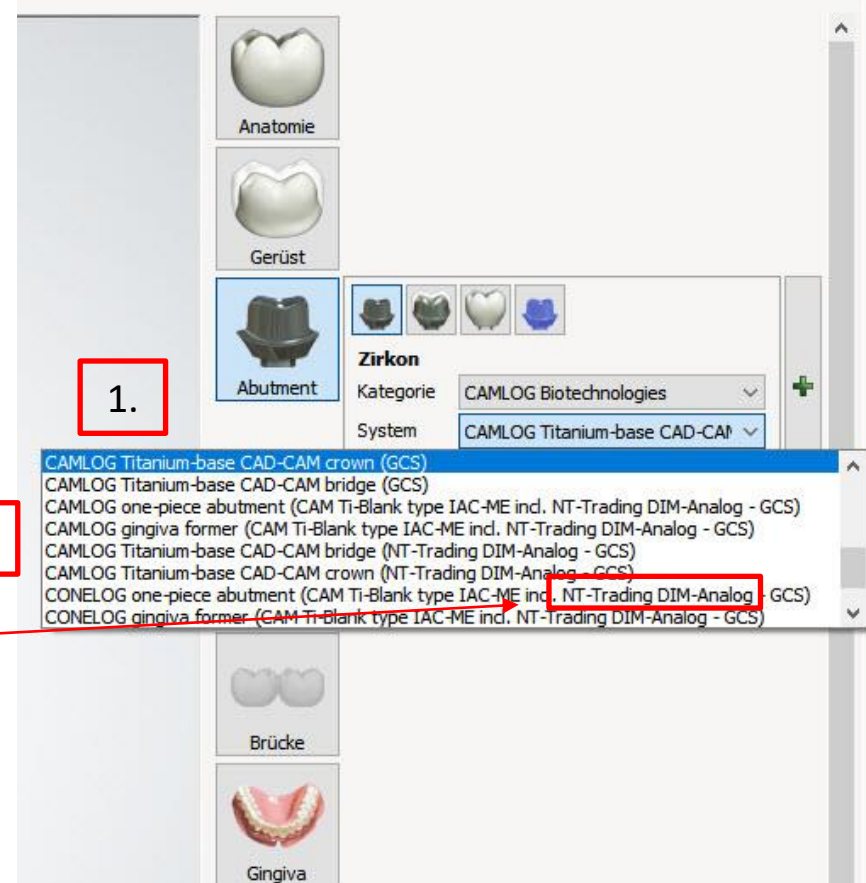 Anatomie
Gerüst
Abutment
1.
Zirkon
Kategorie CAMLOG Biotechnologies
System CAMLOG Titanium-base CAD-CAM
CAMLOG Titanium-base CAD-CAM crown (GCS)
CAMLOG Titanium-base CAD-CAM bridge (GCS)
CAMLOG one-piece abutment (CAM Ti-Blank type IAC-ME incl. NT-Trading DIM-Analog - GCS)
CAMLOG gingiva former (CAM Ti-Blank type IAC-ME incl. NT-Trading DIM-Analog - GCS)
CAMLOG Titanium-base CAD-CAM bridge (NT-Trading DIM-Analog - GCS)
CAMLOG Titanium-base CAD-CAM crown (NT-Trading DIM-Analog - GCS)
CONELOG one-piece abutment (CAM Ti-Blank type IAC-ME incl. NT-Trading DIM-Analog - GCS)
CONELOG gingiva former (CAM Ti-Blank type IAC-ME incl. NT-Trading DIM-Analog - GCS)
Brücke
Gingiva